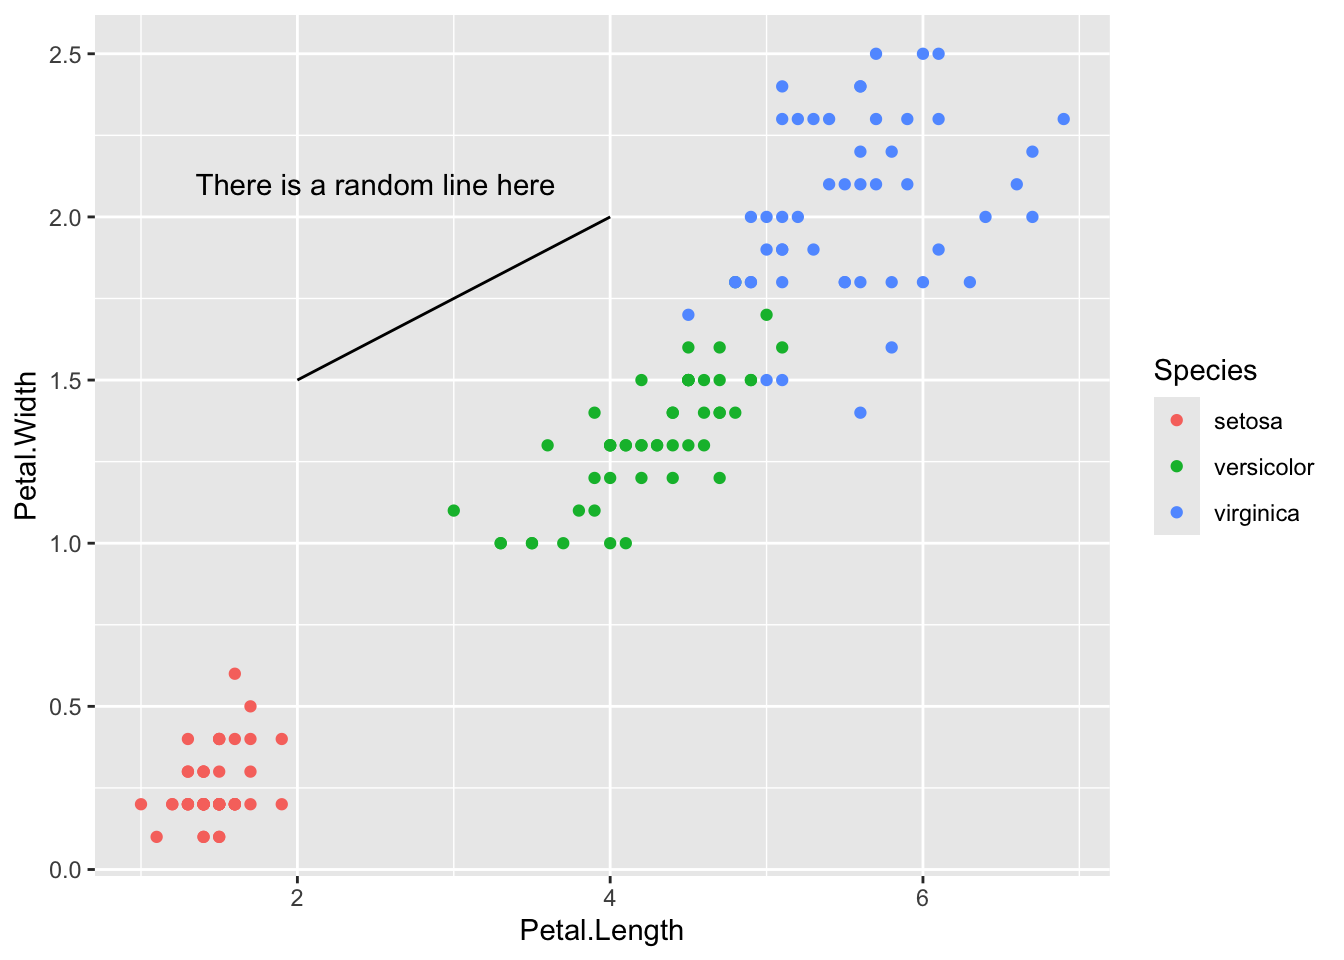 2.5
There is a random line here
2.0
1.5
Petal.Width
1.0
0.5
0.0
2 4 6
Petal.Length
Species
setosa
versicolor
virginica